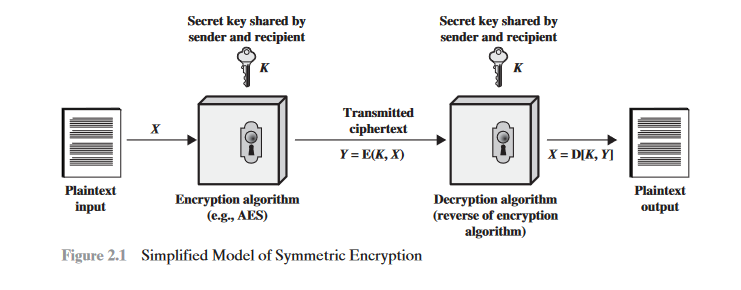 Secret key shared by
sender and recipient
Secret key shared by
sender and recipient
K
K
X
Transmitted
ciphertext
Y = E(K, X)
X = D[K, Y]
Plaintext
input
Encryption algorithm
(e.g., AES)
Decryption algorithm
(reverse of encryption
algorithm)
Plaintext
output
Figure 2.1 Simplified Model of Symmetric Encryption